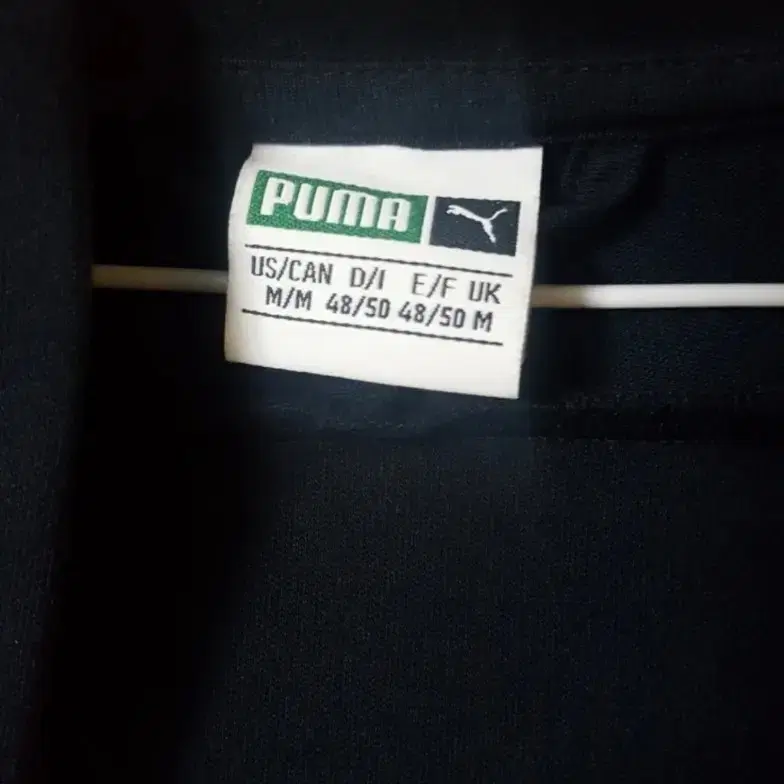 PUMA
US/CAN D/I E/F UK
M/M 48/50 48/50 M